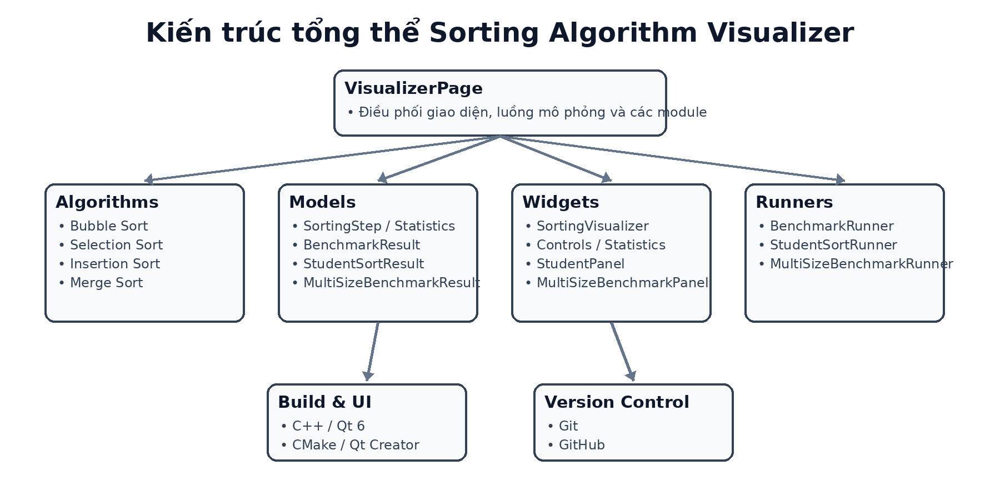 Kiến trúc tổng thể Sorting Algorithm Visualizer
VisualizerPage
• Điều phối giao diện, luồng mô phỏng và các module
Algorithms
• Bubble Sort
• Selection Sort
• Insertion Sort
• Merge Sort
Models
• SortingStep / Statistics
• BenchmarkResult
• StudentSortResult
• MultiSizeBenchmarkResult
Widgets
• SortingVisualizer
• Controls / Statistics
• StudentPanel
• MultiSizeBenchmarkPanel
Runners
• BenchmarkRunner
• StudentSortRunner
• MultiSizeBenchmarkRunner
Build & UI
• C++ / Qt 6
• CMake / Qt Creator
Version Control
• Git
• GitHub